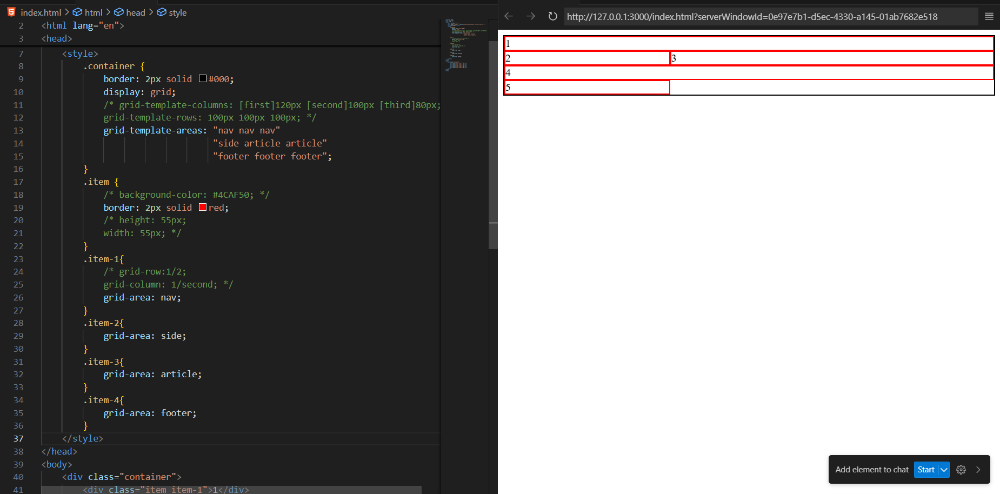 index.html > html > head > style
2 <html lang="en">
3 <head>
7 <style>
8 .container {
9 border: 2px solid #000;
10 display: grid;
11 /* grid-template-columns: [first]120px [second]100px [third]80px;
12 grid-template-rows: 100px 100px 100px; */
13 grid-template-areas: "nav nav nav"
14 "side article article"
15 "footer footer footer";
16 }
17 .item {
18 /* background-color: #4CAF50; */
19 border: 2px solid red;
20 /* height: 55px;
21 width: 55px; */
22 }
23 .item-1{
24 /* grid-row:1/2;
25 grid-column: 1/second; */
26 grid-area: nav;
27 }
28 .item-2{
29 grid-area: side;
30 }
31 .item-3{
32 grid-area: article;
33 }
34 .item-4{
35 grid-area: footer;
36 }
37 </style>
38 </head>
39 <body>
40 <div class="container">
41 <div class="item item-1">1</div>
http://127.0.0.1:3000/index.html?serverWindowId=0e97e7b1-d5ec-4330-a145-01ab7682e518
1
2 3
4
5
Add element to chat Start